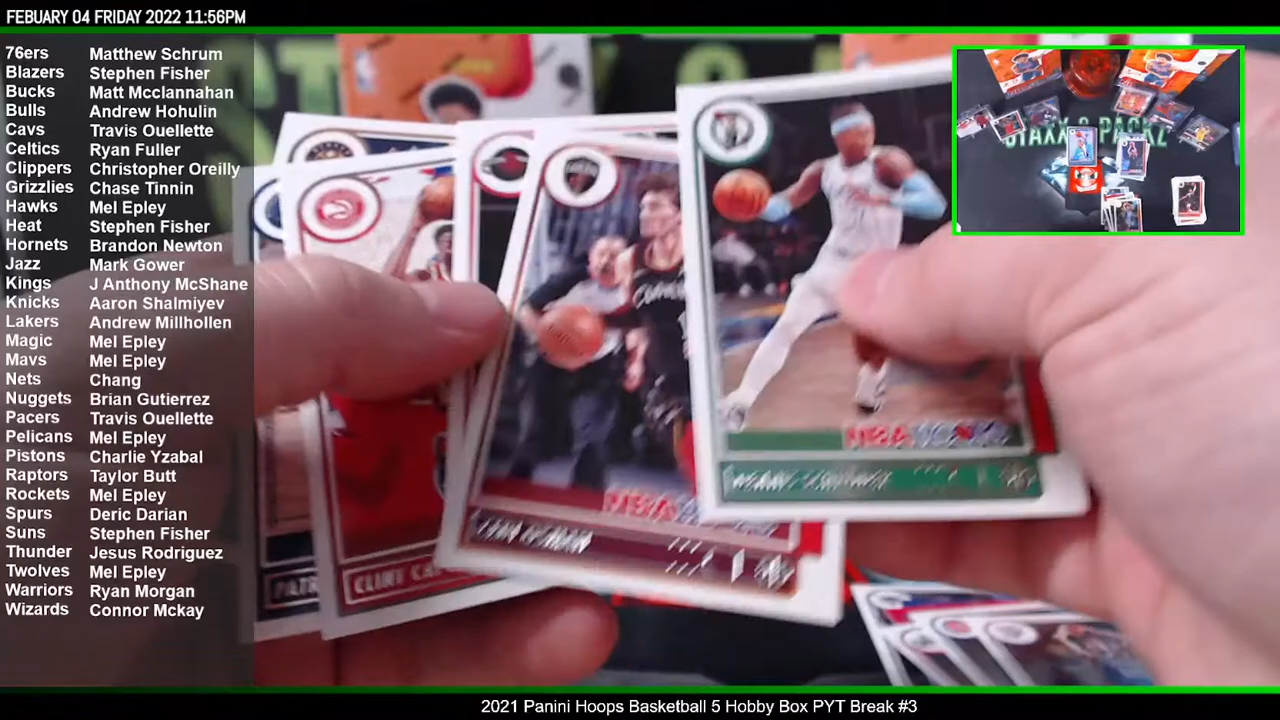 FEBUARY 04 FRIDAY 2022 11:56PM
76ers Matthew Schrum
Blazers Stephen Fisher
Bucks Matt Mcclannahan
Bulls Andrew Hohulin
Cavs Travis Ouellette
Celtics Ryan Fuller
Clippers Christopher Oreilly
Grizzlies Chase Tinnin
Hawks Mel Epley
Heat Stephen Fisher
Hornets Brandon Newton
Jazz Mark Gower
Kings J Anthony McShane
Knicks Aaron Shalmiyev
Lakers Andrew Millhollen
Magic Mel Epley
Mavs Mel Epley
Nets Chang
Nuggets Brian Gutierrez
Pacers Travis Ouellette
Pelicans Mel Epley
Pistons Charlie Yzabal
Raptors Taylor Butt
Rockets Mel Epley
Spurs Deric Darian
Suns Stephen Fisher
Thunder Jesus Rodriguez
Twolves Mel Epley
Warriors Ryan Morgan
Wizards Connor Mckay
NBA
NBA
CLINT
2021 Panini Hoops Basketball 5 Hobby Box PYT Break #3